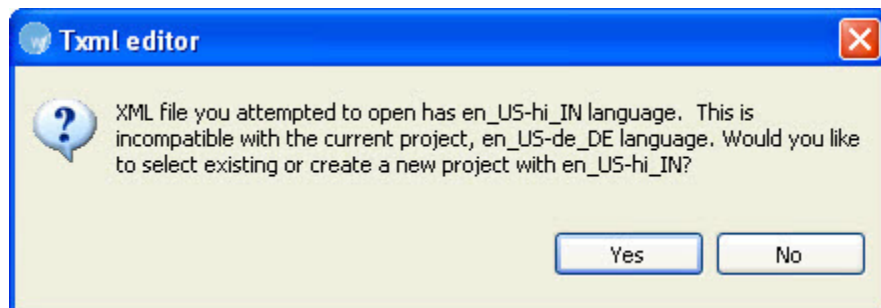 Txml editor
XML file you attempted to open has en_US-hi_IN language.  This is
incompatible with the current project, en_US-de_DE language. Would you like
to select existing or create a new project with en_US-hi_IN?
Yes No